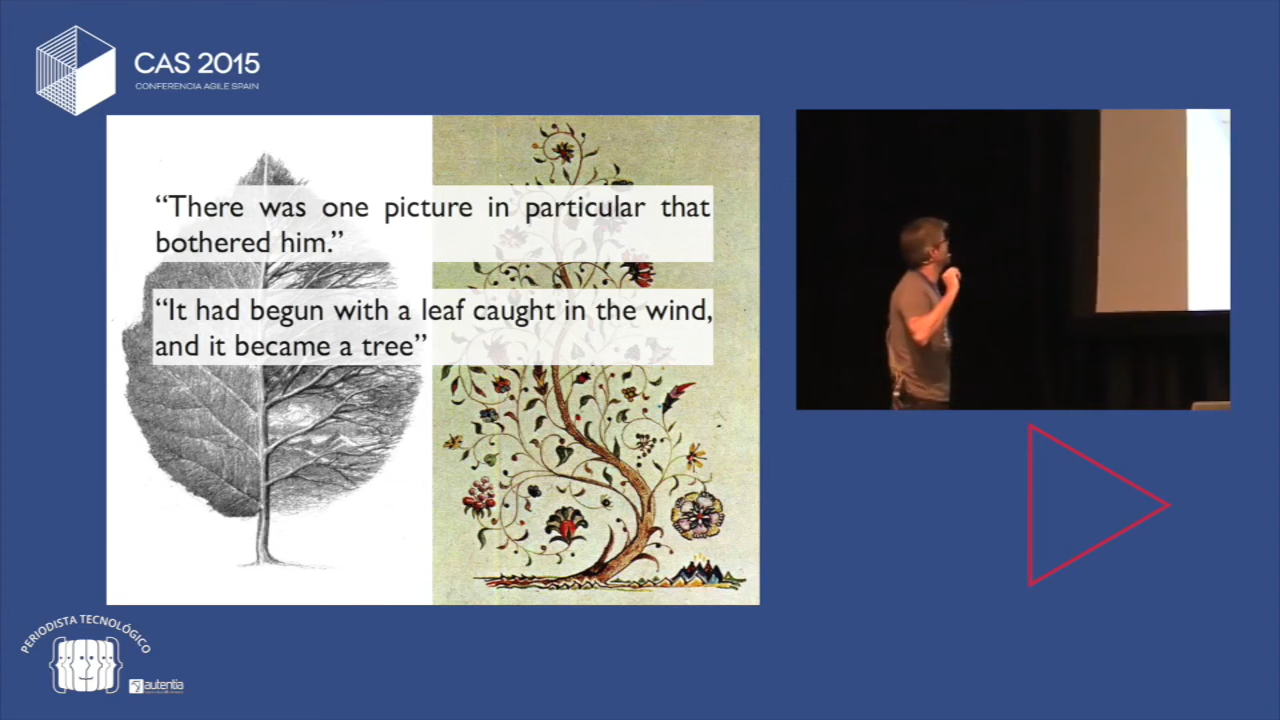 CAS 2015
CONFERENCIA AGILE SPAIN
“There was one picture in particular that
bothered him.”
“It had begun with a leaf caught in the wind,
and it became a tree”
PERIODISTA TECNOLÓGICO
autentia